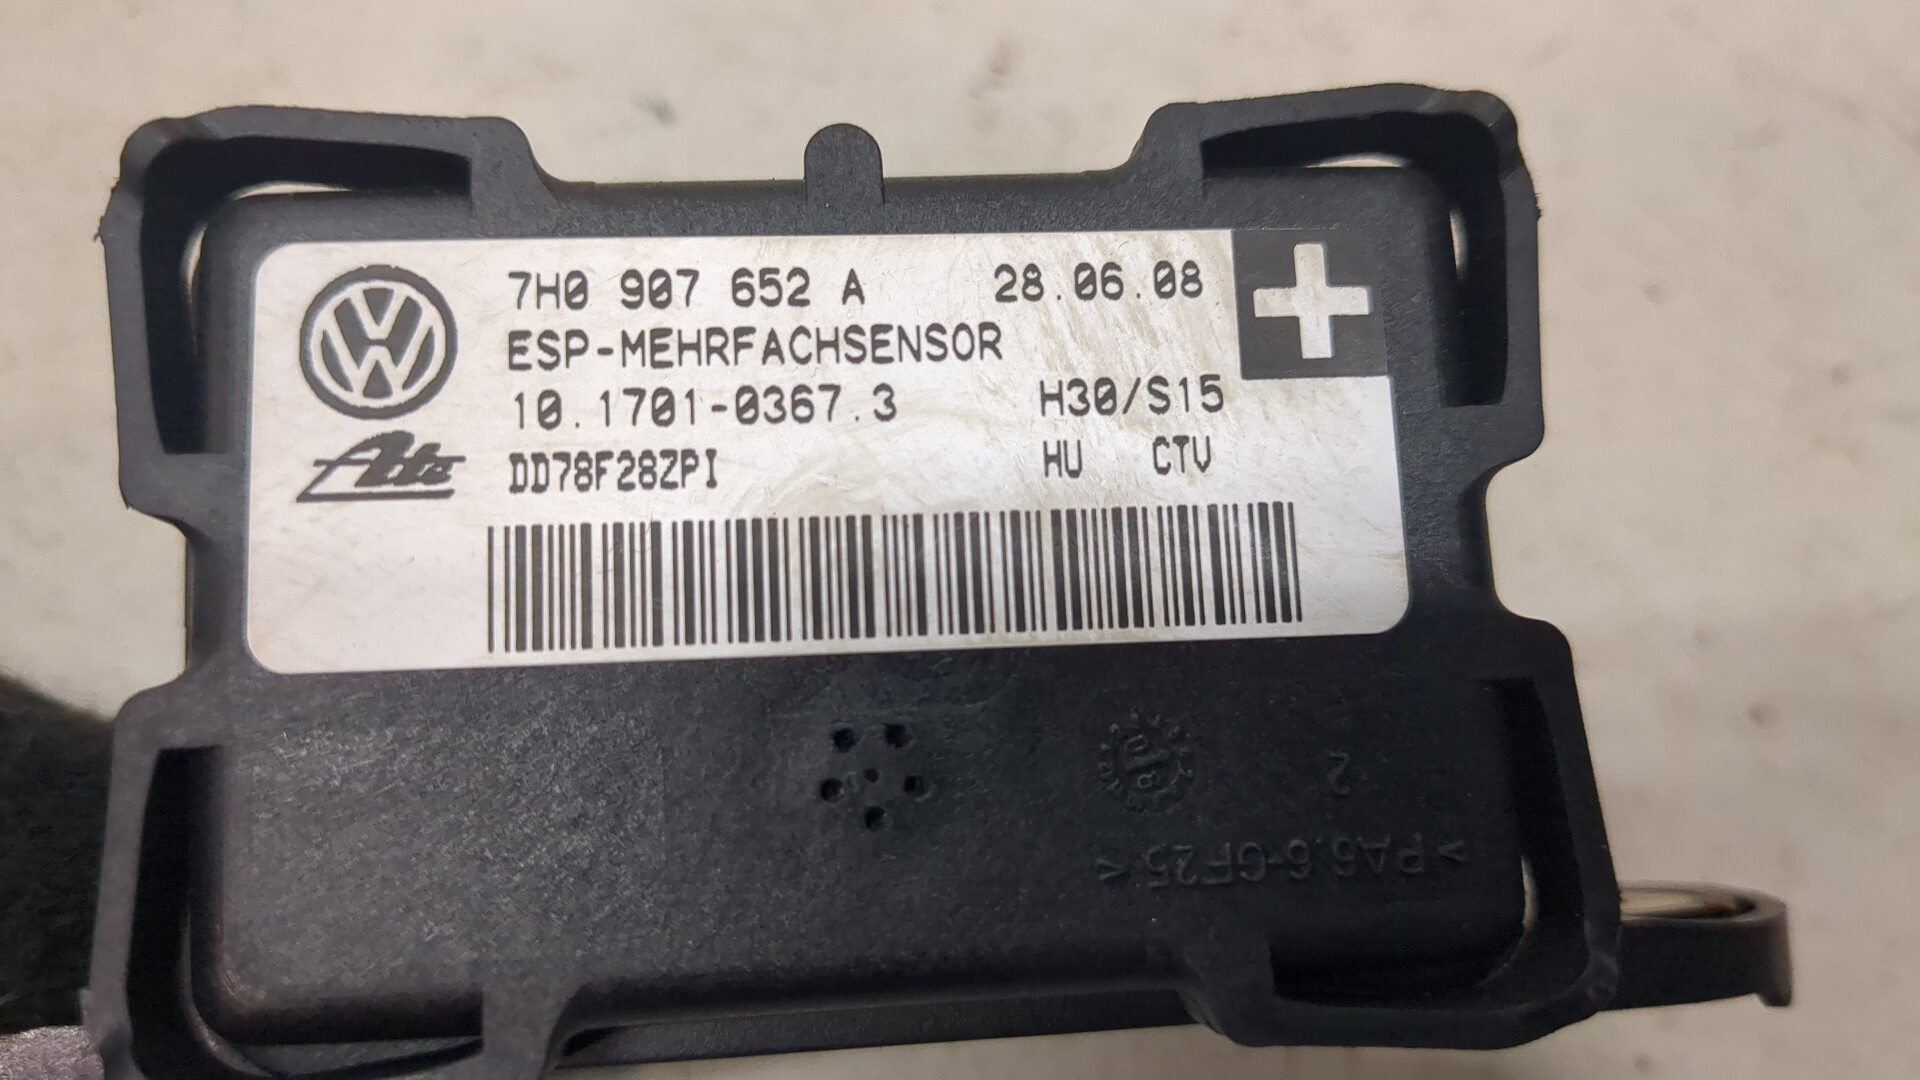 7H0 907 652 A 28.06.08
ESP-MEHRFACHSENSOR
10.1701-0367.3 H30/S15
Ate DD78F28ZPI HU CTV
2
>PA6.6-GF25<